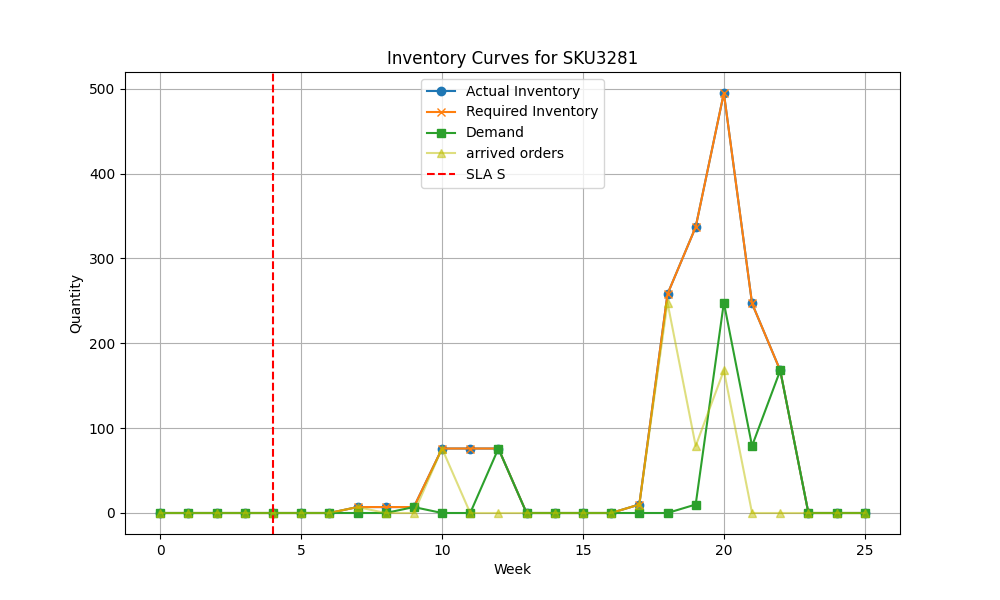 Inventory Curves for SKU3281
Actual Inventory
Required Inventory
Demand
arrived orders
SLA S
500
400
300
200
100
0
Quantity
0 5 10 15 20 25
Week